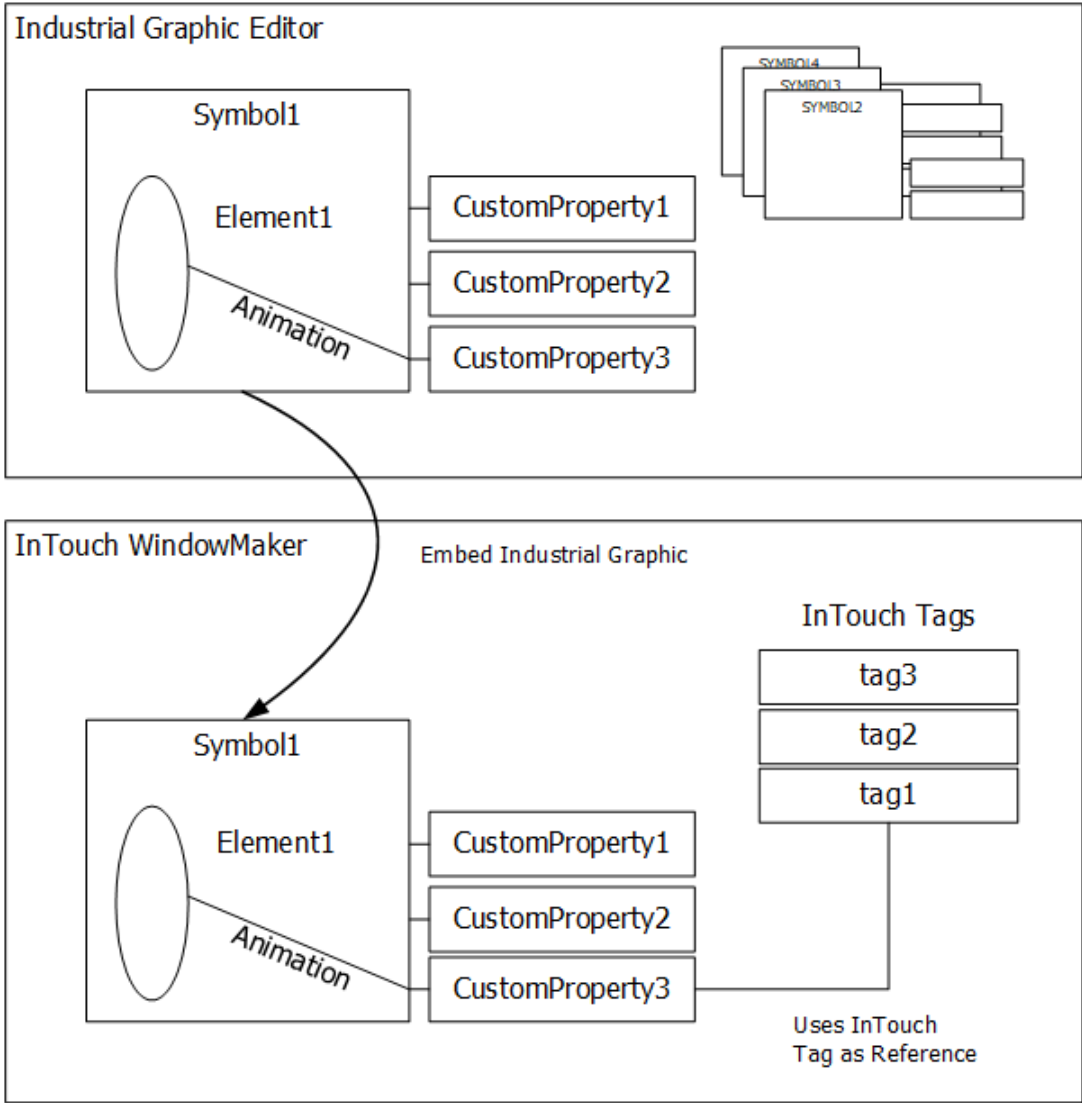 Industrial Graphic Editor
SYMBOL4
SYMBOL3
SYMBOL2
Symbol1
Element1
Animation
CustomProperty1
CustomProperty2
CustomProperty3
InTouch WindowMaker
Embed Industrial Graphic
InTouch Tags
tag3
tag2
tag1
Symbol1
Element1
Animation
CustomProperty1
CustomProperty2
CustomProperty3
Uses InTouch
Tag as Reference